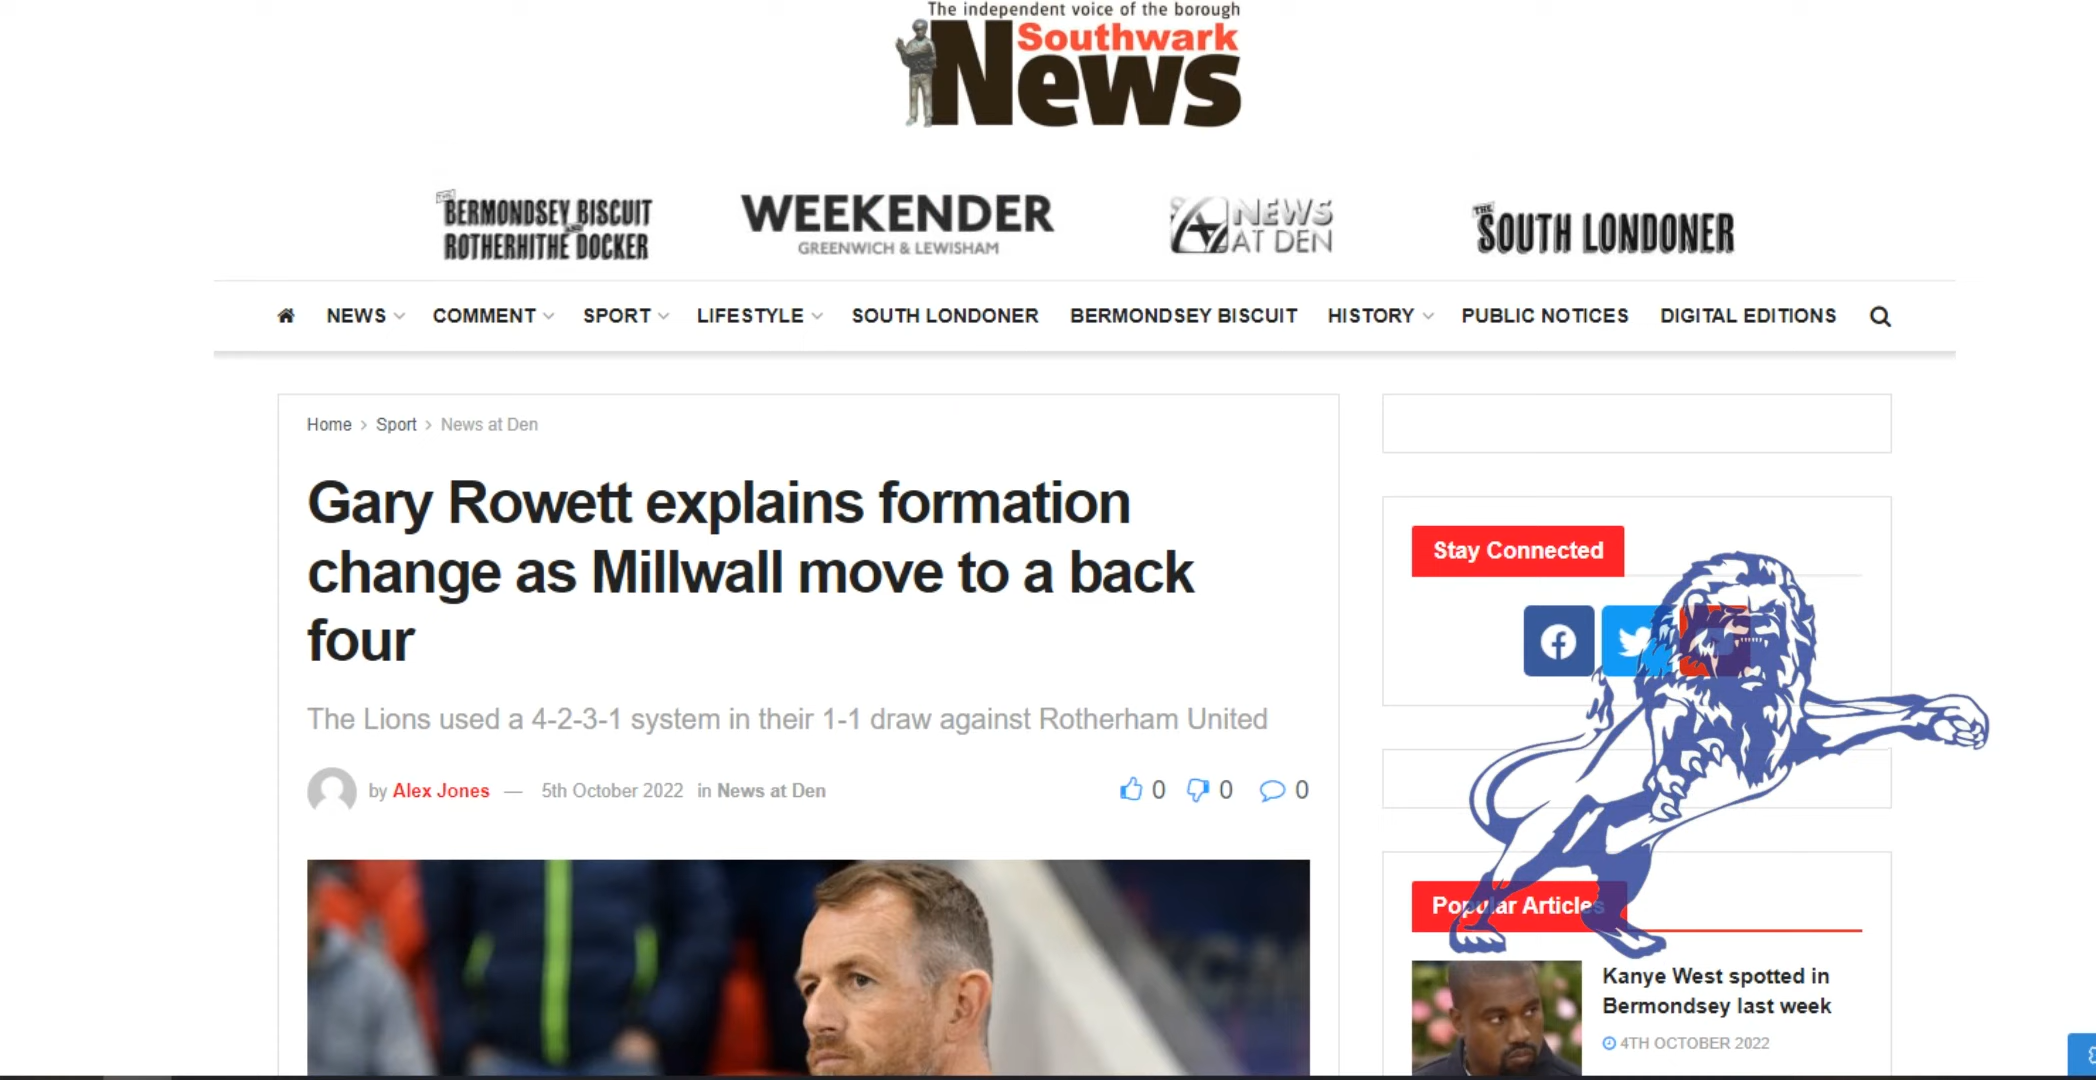 The independent voice of the borough
Southwark
News
THE
BERMONDSEY BISCUIT
AND
ROTHERHITHE DOCKER
WEEKENDER
GREENWICH & LEWISHAM
NEWS
AT DEN
THE
SOUTH LONDONER
NEWS COMMENT SPORT LIFESTYLE SOUTH LONDONER BERMONDSEY BISCUIT HISTORY PUBLIC NOTICES DIGITAL EDITIONS
Home > Sport > News at Den
Gary Rowett explains formation
change as Millwall move to a back
four
The Lions used a 4-2-3-1 system in their 1-1 draw against Rotherham United
by Alex Jones — 5th October 2022 in News at Den
0 0 0
Stay Connected
Popular Articles
Kanye West spotted in
Bermondsey last week
4TH OCTOBER 2022